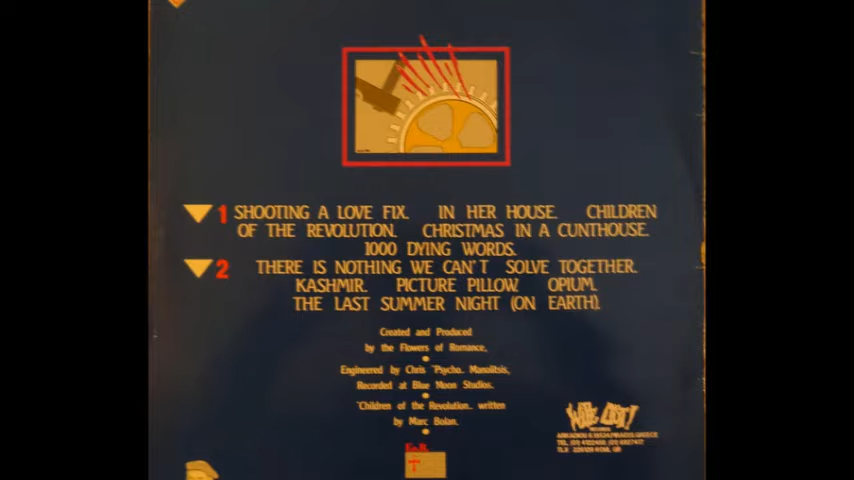 1 SHOOTING A LOVE FIX. IN HER HOUSE. CHILDREN
OF THE REVOLUTION. CHRISTMAS IN A CUNTHOUSE.
1000 DYING WORDS.
2 THERE IS NOTHING WE CAN'T SOLVE TOGETHER.
KASHMIR. PICTURE PILLOW. OPIUM.
THE LAST SUMMER NIGHT (ON EARTH).
Created and Produced
by the Flowers of Romance,
Engineered by Chris "Psycho.. Manolitsis,
Recorded at Blue Moon Studios.
"Children of the Revolution.. written
by Marc Bolan.
WIPE OUT!
RECORDS